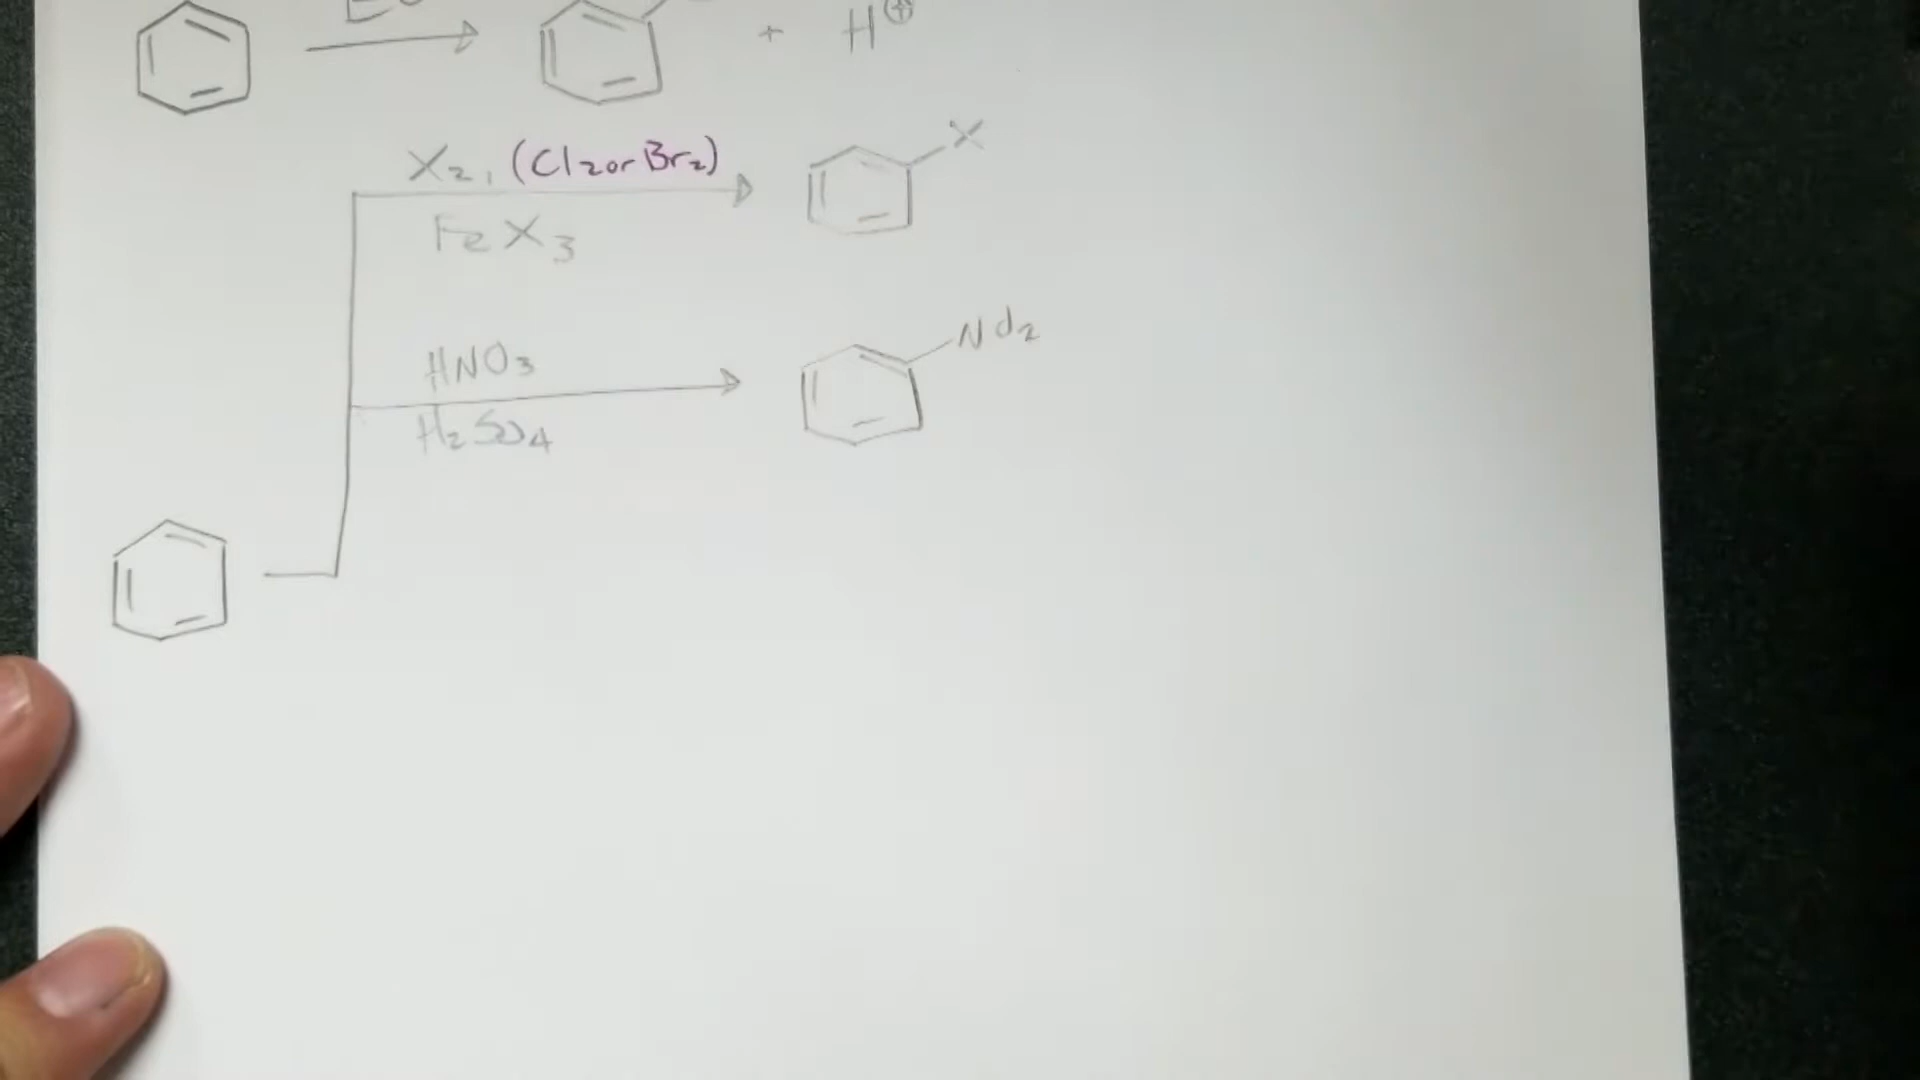 + H⊕
X
X₂, (Cl₂ or Br₂)
FeX₃
NO₂
HNO₃
H₂SO₄